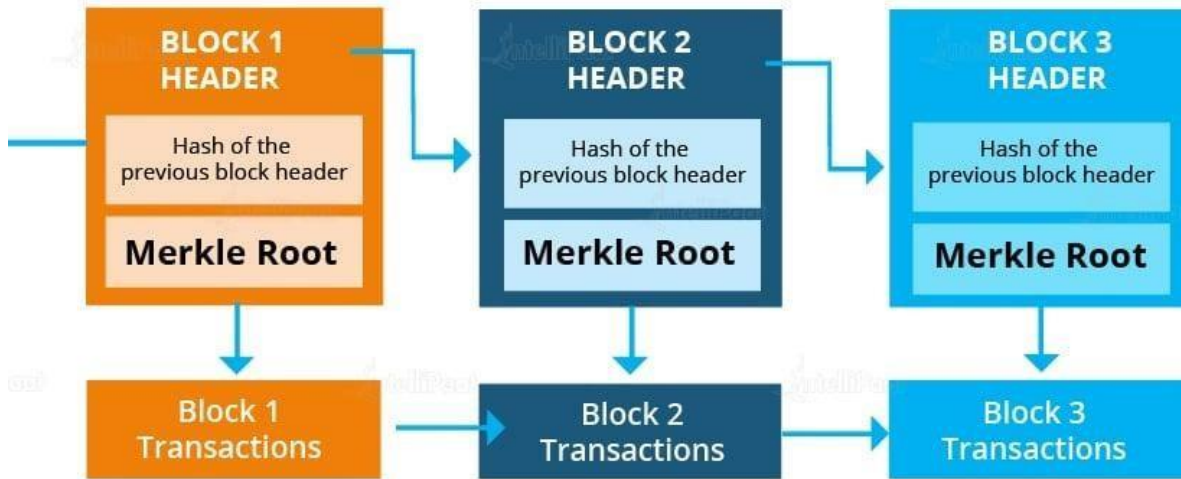 BLOCK 1
HEADER
Hash of the
previous block header
Merkle Root
Block 1
Transactions
BLOCK 2
HEADER
Hash of the
previous block header
Merkle Root
Block 2
Transactions
BLOCK 3
HEADER
Hash of the
previous block header
Merkle Root
Block 3
Transactions